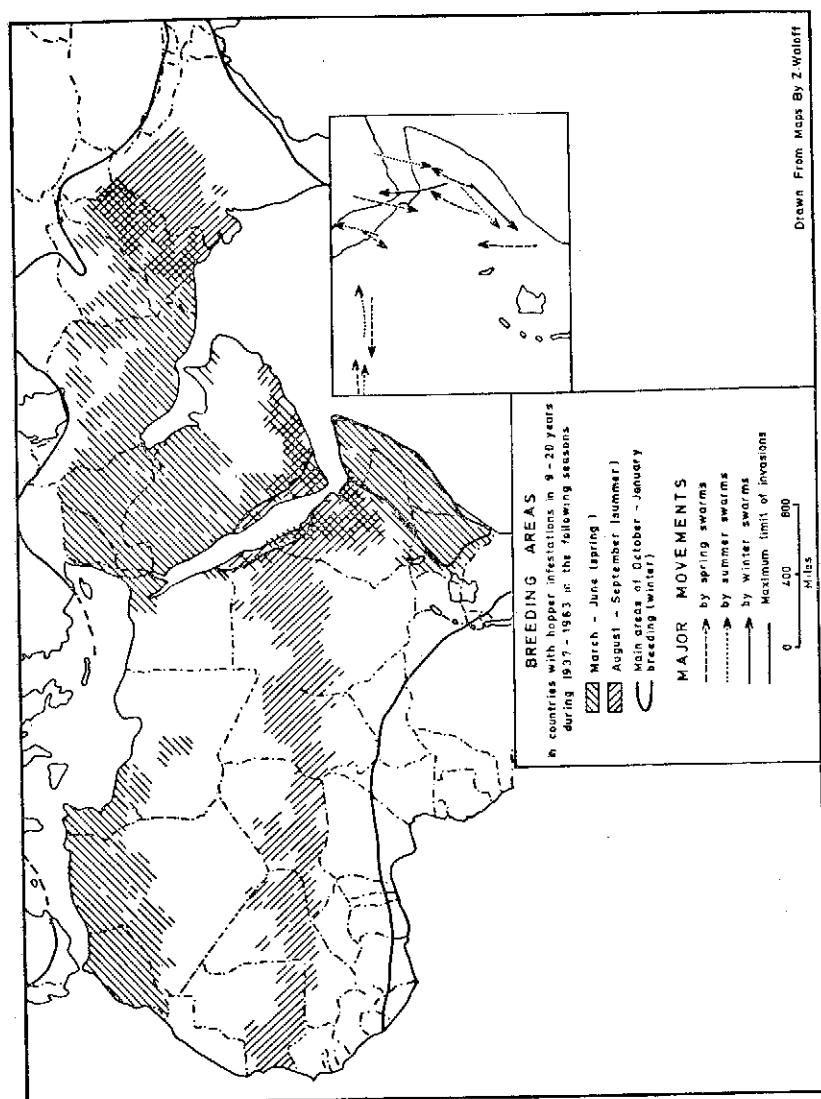 BREEDING AREAS
in countries with hopper infestations in 9-20 years
during 1937-1963 in the following seasons
March - June (spring)
August - September (summer)
Main areas of October - January
breeding (winter)
MAJOR MOVEMENTS
by spring swarms
by summer swarms
by winter swarms
Maximum limit of invasions
0 400 800
Miles
Drawn From Maps By Z·Waloff